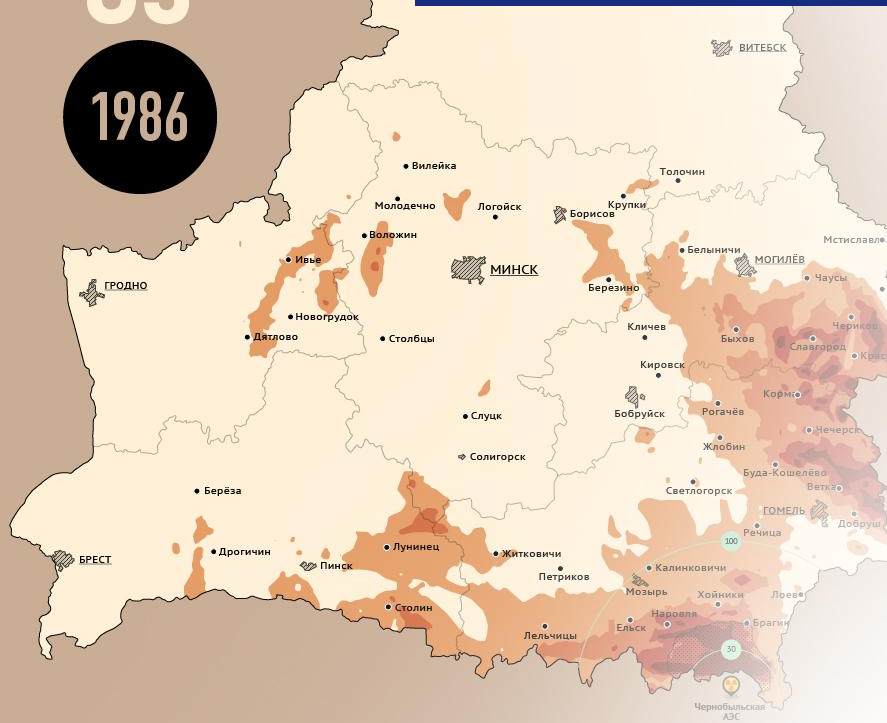 1986
ВИТЕБСК
Вилейка
Толочин
Молодечно
Логойск
Крупки
Борисов
Воложин
Мстиславл
Белыничи
Ивье
МОГИЛЁВ
МИНСК
Чаусы
ГРОДНО
Березино
Новогрудок
Чериков
Кличев
Дятлово
Столбцы
Быхов
Славгород
Крас
Кировск
Корма
Бобруйск
Рогачёв
Слуцк
Чечерск
Жлобин
Солигорск
Буда-Кошелёво
Ветка
Берёза
Светлогорск
ГОМЕЛЬ
Добруш
Речица
100
Лунинец
Дрогичин
Житковичи
БРЕСТ
Пинск
Калинковичи
Петриков
Мозырь
Хойники
Лоев
Столин
Наровля
Брагин
Ельск
Лельчицы
30
Чернобыльская
АЭС